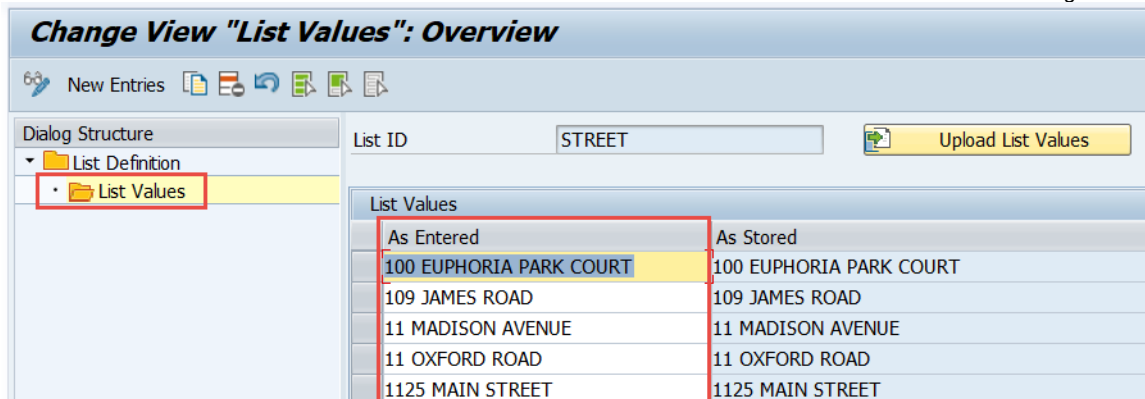 Change View "List Values": Overview
New Entries
Dialog Structure
List Definition
List Values
List ID STREET Upload List Values
List Values
As Entered As Stored
100 EUPHORIA PARK COURT 100 EUPHORIA PARK COURT
109 JAMES ROAD 109 JAMES ROAD
11 MADISON AVENUE 11 MADISON AVENUE
11 OXFORD ROAD 11 OXFORD ROAD
1125 MAIN STREET 1125 MAIN STREET